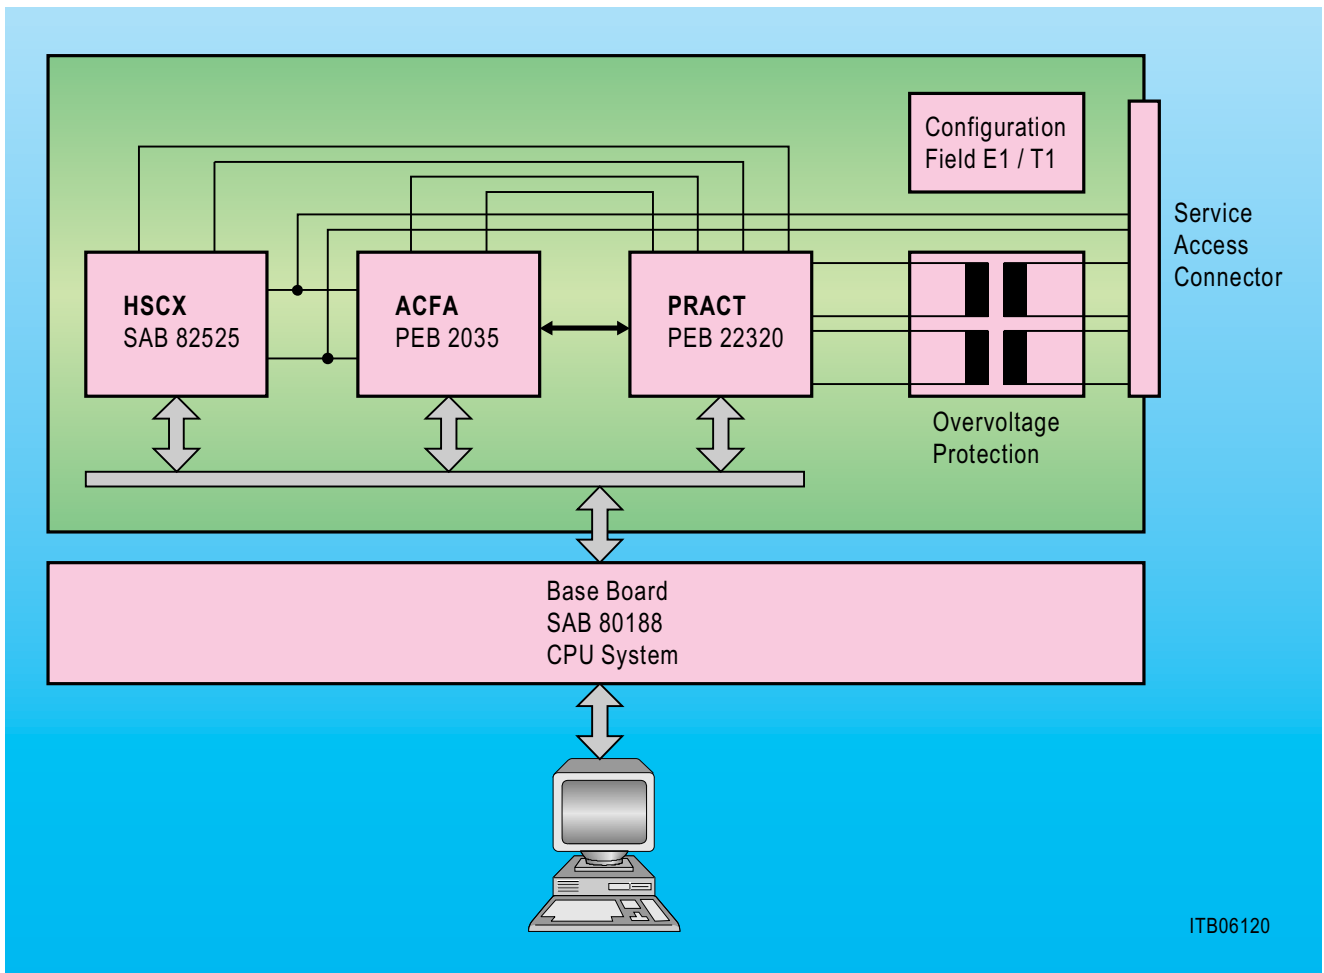 Configuration
Field E1 / T1
Service
Access
Connector
HSCX
SAB 82525
ACFA
PEB 2035
PRACT
PEB 22320
Overvoltage
Protection
Base Board
SAB 80188
CPU System
ITB06120